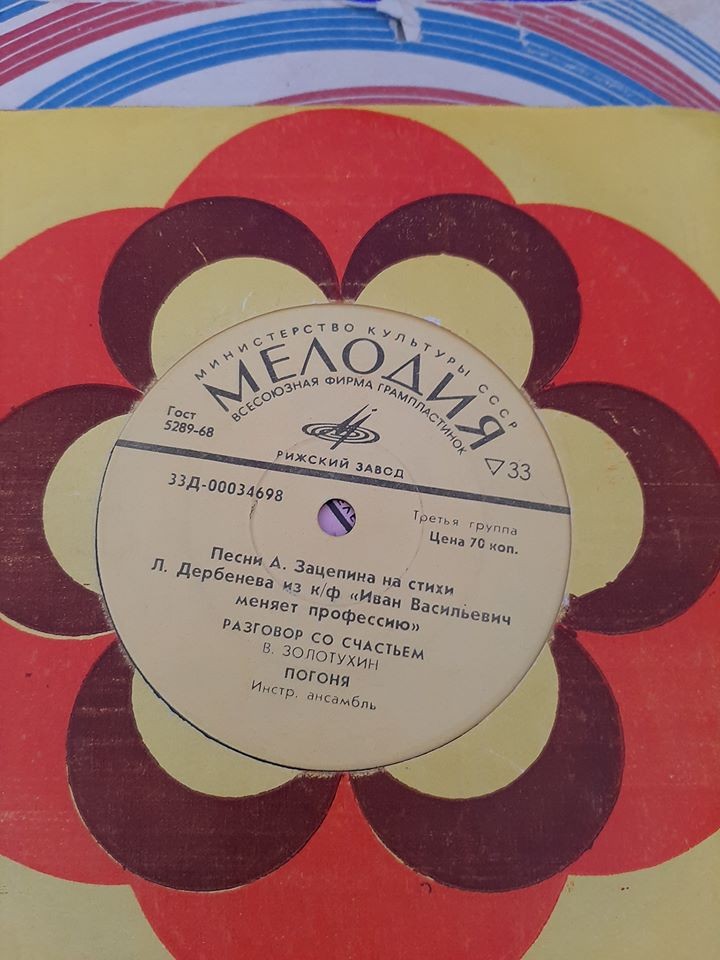 МИНИСТЕРСТВО КУЛЬТУРЫ СССР
МЕЛОДИЯ
ВСЕСОЮЗНАЯ ФИРМА ГРАМПЛАСТИНОК
Гост
5289-68
РИЖСКИЙ ЗАВОД
33
33Д-00034698
Третья группа
Цена 70 коп.
Песни А. Зацепина на стихи
Л. Дербенева из к/ф «Иван Васильевич
меняет профессию»
РАЗГОВОР СО СЧАСТЬЕМ
В. ЗОЛОТУХИН
ПОГОНЯ
Инстр. ансамбль